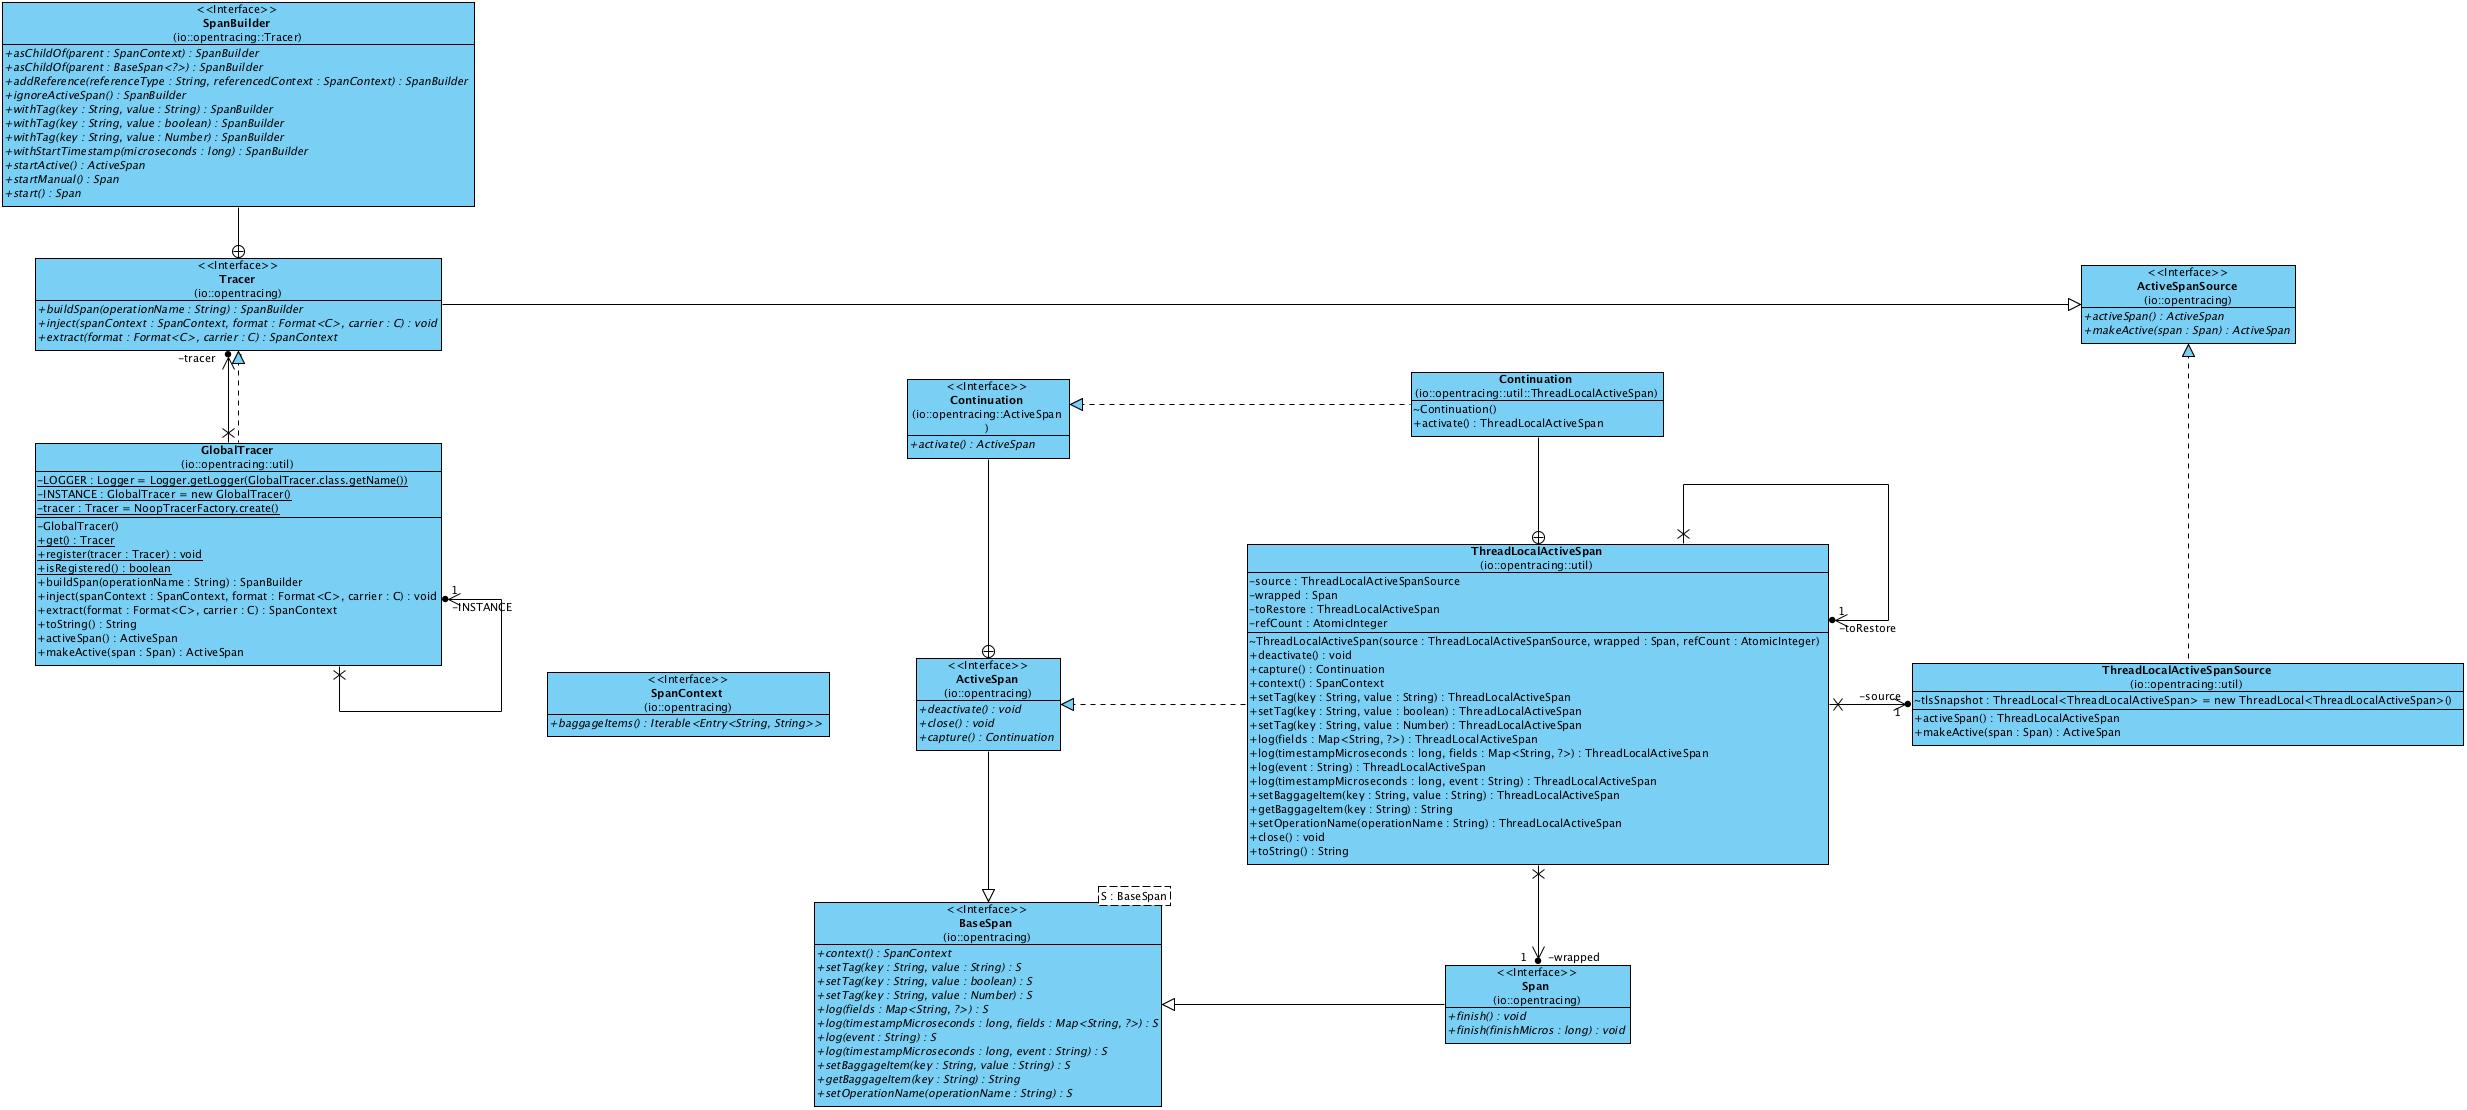 <<Interface>>
SpanBuilder
(io::opentracing::Tracer)
+asChildOf(parent : SpanContext) : SpanBuilder
+asChildOf(parent : BaseSpan<?>) : SpanBuilder
+addReference(referenceType : String, referencedContext : SpanContext) : SpanBuilder
+ignoreActiveSpan() : SpanBuilder
+withTag(key : String, value : String) : SpanBuilder
+withTag(key : String, value : boolean) : SpanBuilder
+withTag(key : String, value : Number) : SpanBuilder
+withStartTimestamp(microseconds : long) : SpanBuilder
+startActive() : ActiveSpan
+startManual() : Span
+start() : Span
<<Interface>>
Tracer
(io::opentracing)
+buildSpan(operationName : String) : SpanBuilder
+inject(spanContext : SpanContext, format : Format<C>, carrier : C) : void
+extract(format : Format<C>, carrier : C) : SpanContext
<<Interface>>
ActiveSpanSource
(io::opentracing)
+activeSpan() : ActiveSpan
+makeActive(span : Span) : ActiveSpan
-tracer
GlobalTracer
(io::opentracing::util)
-LOGGER : Logger = Logger.getLogger(GlobalTracer.class.getName())
-INSTANCE : GlobalTracer = new GlobalTracer()
-tracer : Tracer = NoopTracerFactory.create()
-GlobalTracer()
+get() : Tracer
+register(tracer : Tracer) : void
+isRegistered() : boolean
+buildSpan(operationName : String) : SpanBuilder
+inject(spanContext : SpanContext, format : Format<C>, carrier : C) : void
+extract(format : Format<C>, carrier : C) : SpanContext
+toString() : String
+activeSpan() : ActiveSpan
+makeActive(span : Span) : ActiveSpan
1
-INSTANCE
<<Interface>>
Continuation
(io::opentracing::ActiveSpan
)
+activate() : ActiveSpan
Continuation
(io::opentracing::util::ThreadLocalActiveSpan)
~Continuation()
+activate() : ThreadLocalActiveSpan
<<Interface>>
SpanContext
(io::opentracing)
+baggageItems() : Iterable<Entry<String, String>>
<<Interface>>
ActiveSpan
(io::opentracing)
+deactivate() : void
+close() : void
+capture() : Continuation
ThreadLocalActiveSpan
(io::opentracing::util)
-source : ThreadLocalActiveSpanSource
-wrapped : Span
-toRestore : ThreadLocalActiveSpan
-refCount : AtomicInteger
~ThreadLocalActiveSpan(source : ThreadLocalActiveSpanSource, wrapped : Span, refCount : AtomicInteger)
+deactivate() : void
+capture() : Continuation
+context() : SpanContext
+setTag(key : String, value : String) : ThreadLocalActiveSpan
+setTag(key : String, value : boolean) : ThreadLocalActiveSpan
+setTag(key : String, value : Number) : ThreadLocalActiveSpan
+log(fields : Map<String, ?>) : ThreadLocalActiveSpan
+log(timestampMicroseconds : long, fields : Map<String, ?>) : ThreadLocalActiveSpan
+log(event : String) : ThreadLocalActiveSpan
+log(timestampMicroseconds : long, event : String) : ThreadLocalActiveSpan
+setBaggageItem(key : String, value : String) : ThreadLocalActiveSpan
+getBaggageItem(key : String) : String
+setOperationName(operationName : String) : ThreadLocalActiveSpan
+close() : void
+toString() : String
1
-toRestore
-source
1
ThreadLocalActiveSpanSource
(io::opentracing::util)
~tlsSnapshot : ThreadLocal<ThreadLocalActiveSpan> = new ThreadLocal<ThreadLocalActiveSpan>()
+activeSpan() : ThreadLocalActiveSpan
+makeActive(span : Span) : ActiveSpan
S : BaseSpan
<<Interface>>
BaseSpan
(io::opentracing)
+context() : SpanContext
+setTag(key : String, value : String) : S
+setTag(key : String, value : boolean) : S
+setTag(key : String, value : Number) : S
+log(fields : Map<String, ?>) : S
+log(timestampMicroseconds : long, fields : Map<String, ?>) : S
+log(event : String) : S
+log(timestampMicroseconds : long, event : String) : S
+setBaggageItem(key : String, value : String) : S
+getBaggageItem(key : String) : String
+setOperationName(operationName : String) : S
1 -wrapped
<<Interface>>
Span
(io::opentracing)
+finish() : void
+finish(finishMicros : long) : void